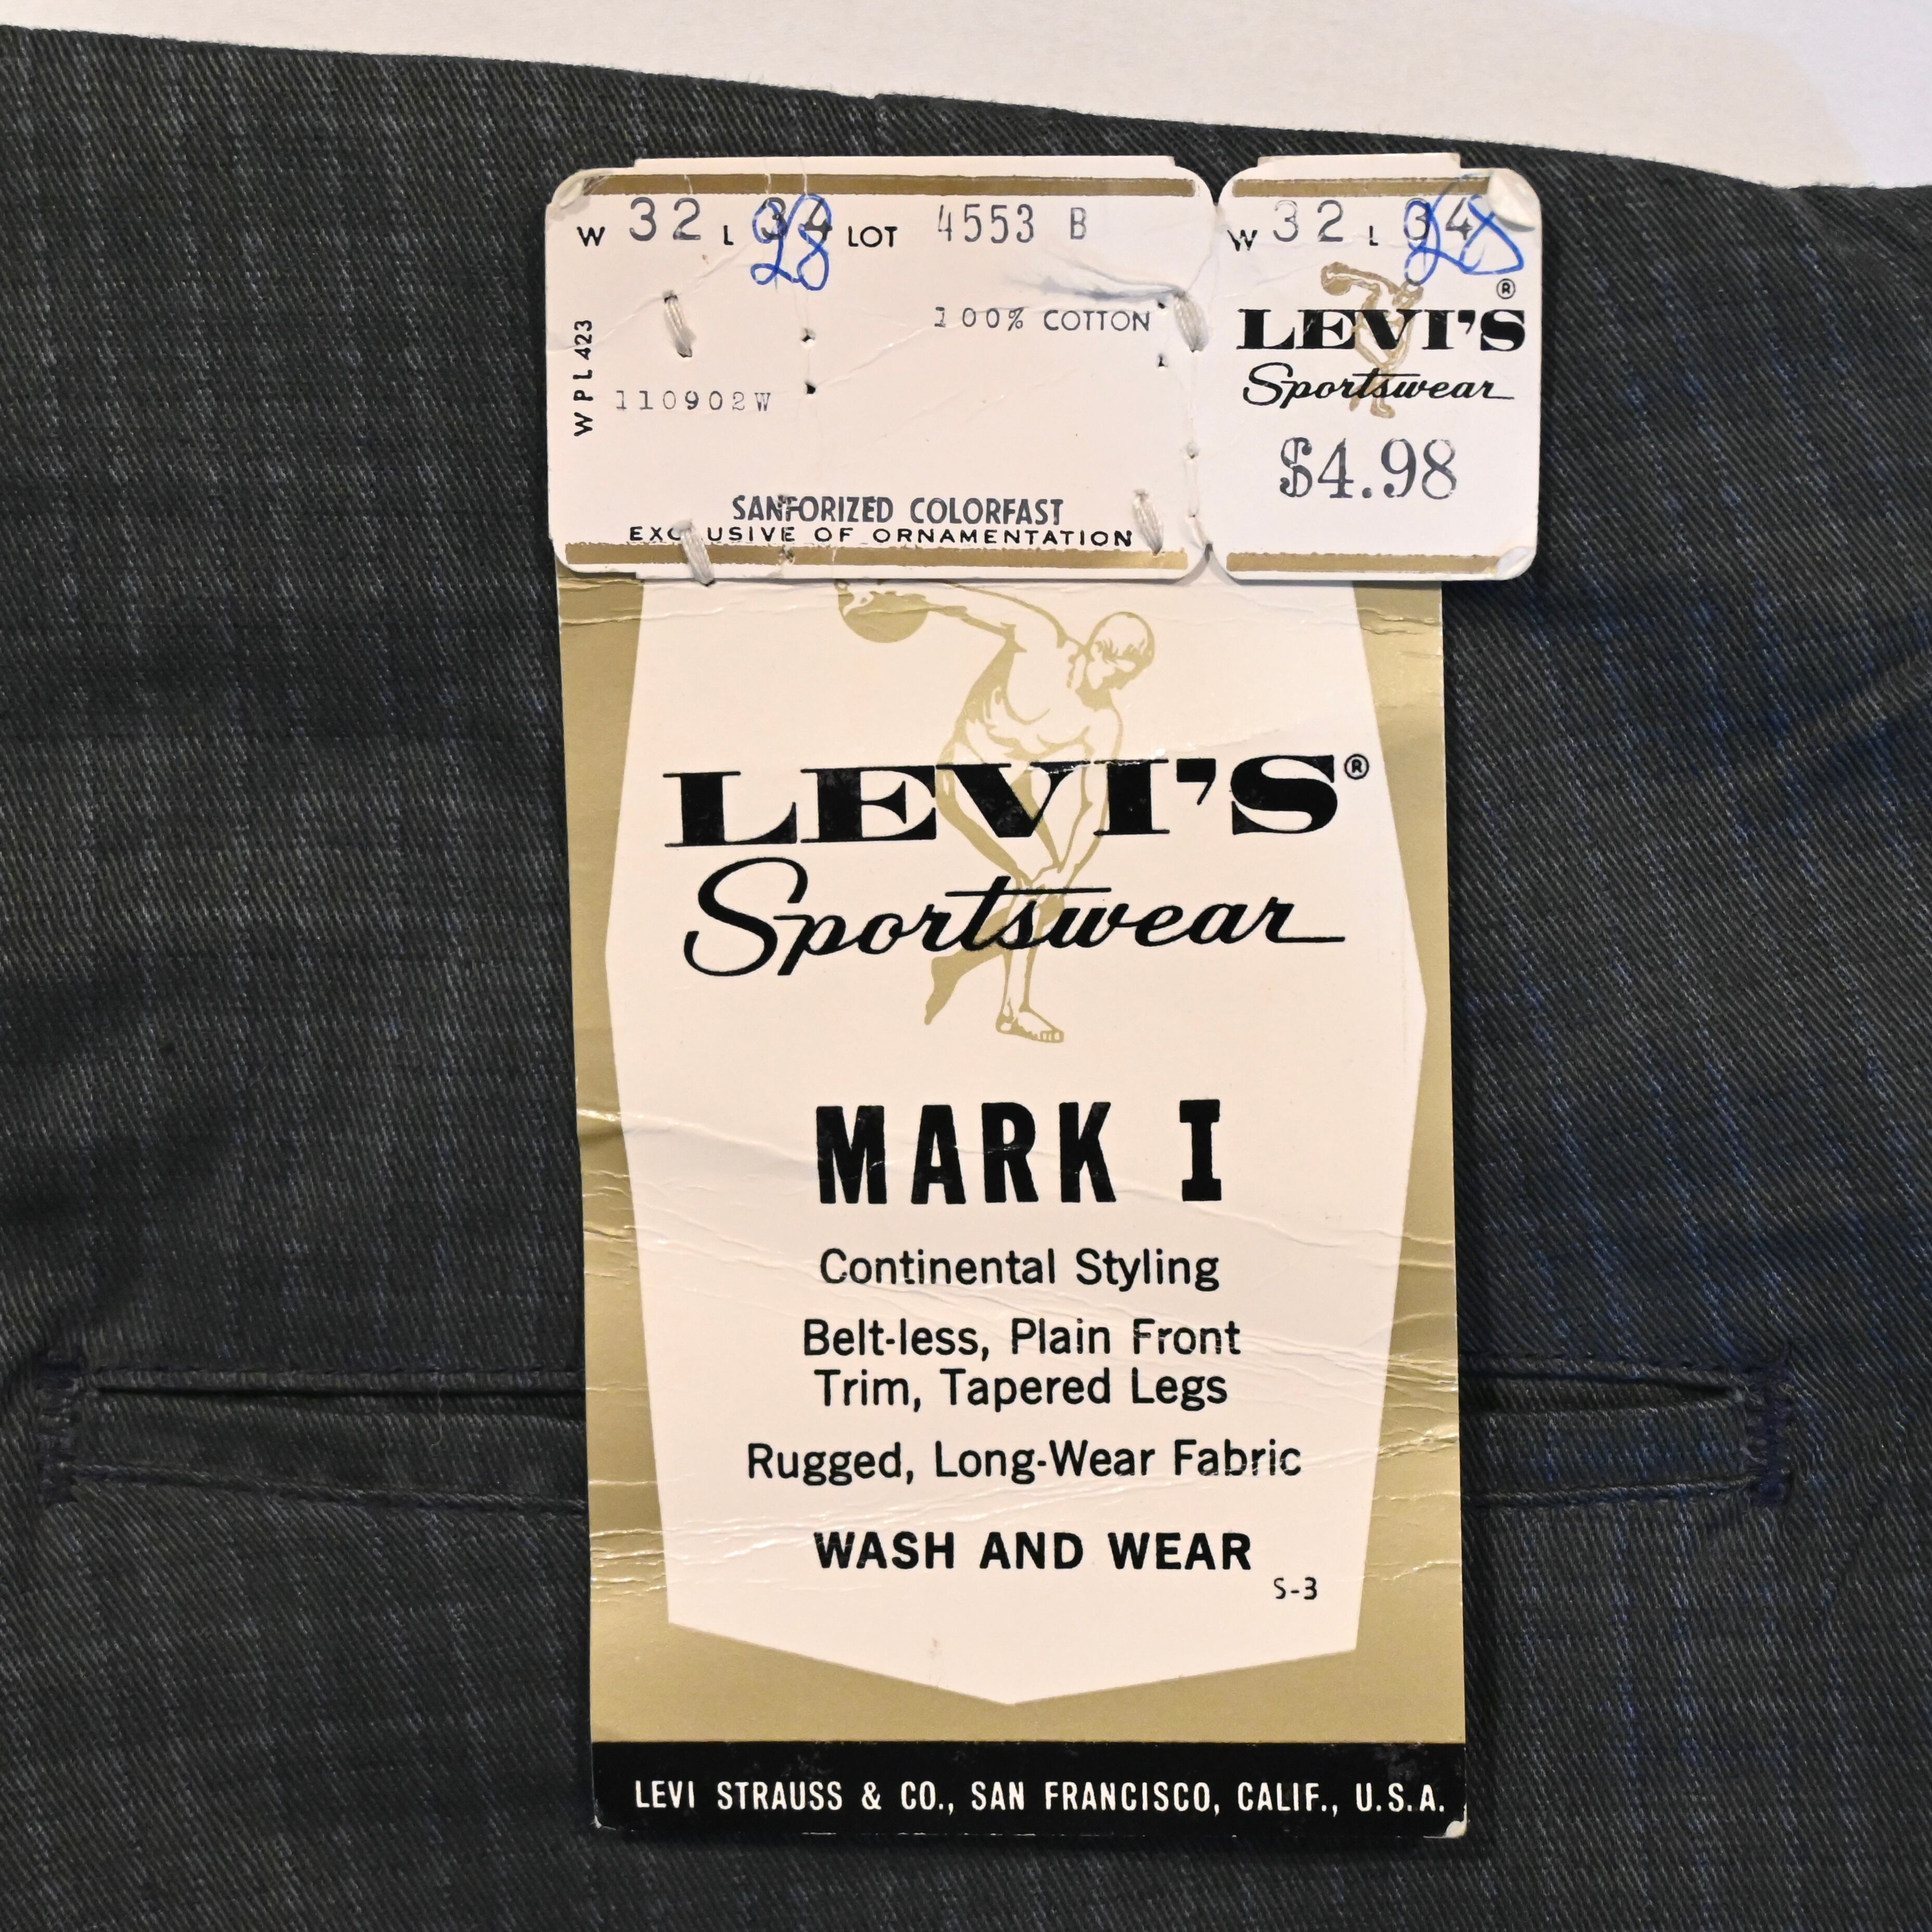 W 32 L 34 LOT 4553 B
28
100% COTTON
WPL 423
110902W
SANFORIZED COLORFAST
EXCLUSIVE OF ORNAMENTATION
W 32 L 34
28
LEVI'S®
Sportswear
$4.98
LEVI'S®
Sportswear
MARK I
Continental Styling
Belt-less, Plain Front
Trim, Tapered Legs
Rugged, Long-Wear Fabric
WASH AND WEAR
S-3
LEVI STRAUSS & CO., SAN FRANCISCO, CALIF., U.S.A.